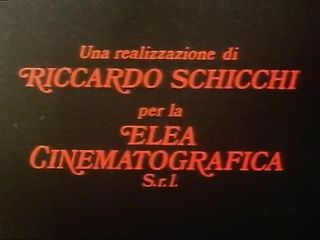 Una realizzazione di
RICCARDO SCHICCHI
per la
ELEA
CINEMATOGRAFICA
S.r.l.